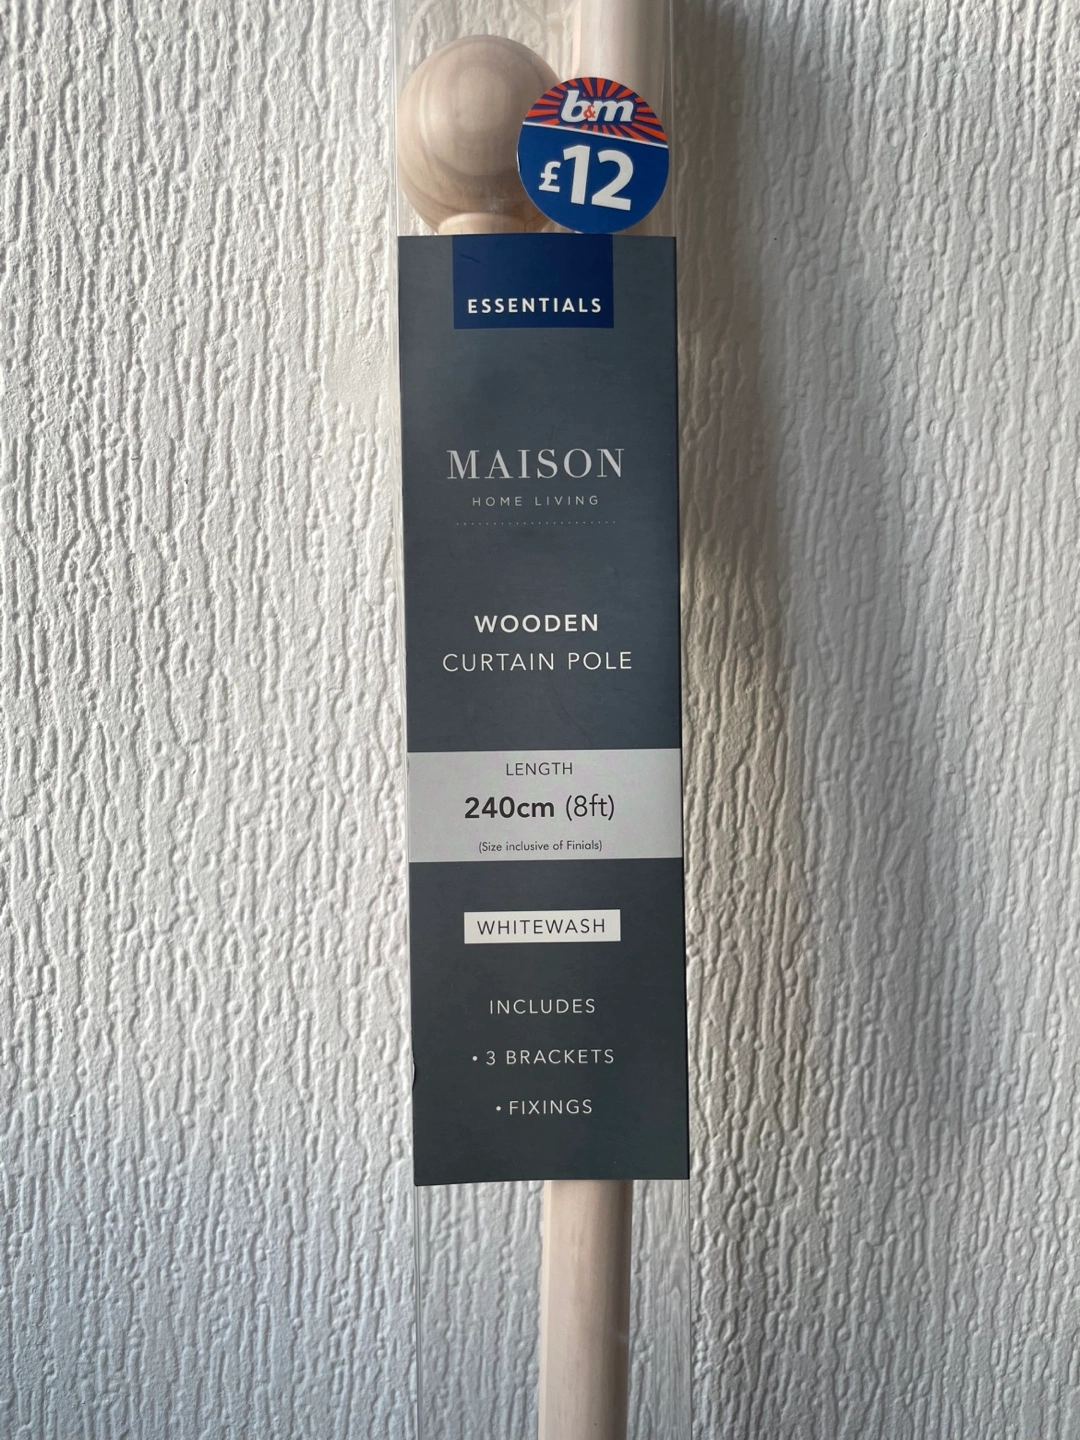 b&m
£12
ESSENTIALS
MAISON
HOME LIVING
WOODEN
CURTAIN POLE
LENGTH
240cm (8ft)
(Size inclusive of Finials)
WHITEWASH
INCLUDES
• 3 BRACKETS
• FIXINGS